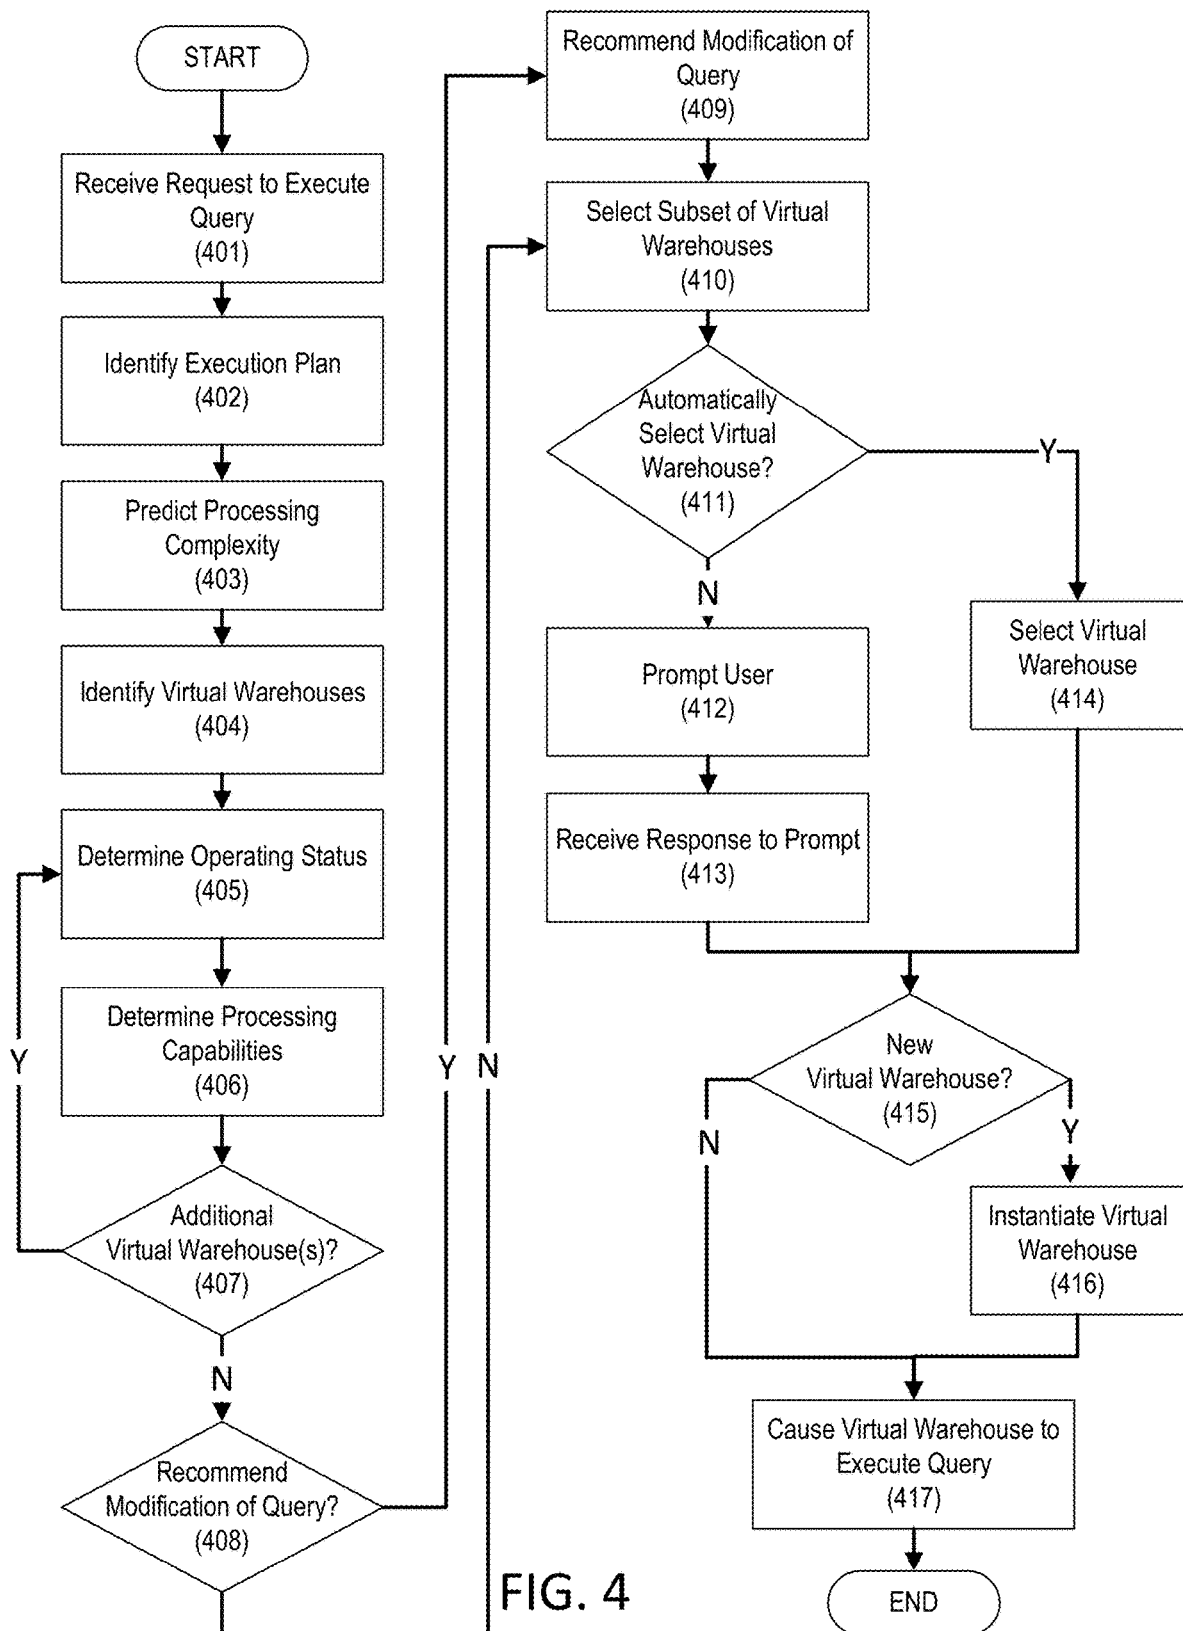 START
Receive Request to Execute
Query
(401)
Identify Execution Plan
(402)
Predict Processing
Complexity
(403)
Identify Virtual Warehouses
(404)
Determine Operating Status
(405)
Determine Processing
Capabilities
(406)
Y
Additional
Virtual Warehouse(s)?
(407)
N
Recommend
Modification of Query?
(408)
Y
N
Recommend Modification of
Query
(409)
Select Subset of Virtual
Warehouses
(410)
Automatically
Select Virtual
Warehouse?
(411)
Y
N
Prompt User
(412)
Receive Response to Prompt
(413)
Select Virtual
Warehouse
(414)
New
Virtual Warehouse?
(415)
N
Y
Instantiate Virtual
Warehouse
(416)
Cause Virtual Warehouse to
Execute Query
(417)
END
FIG. 4